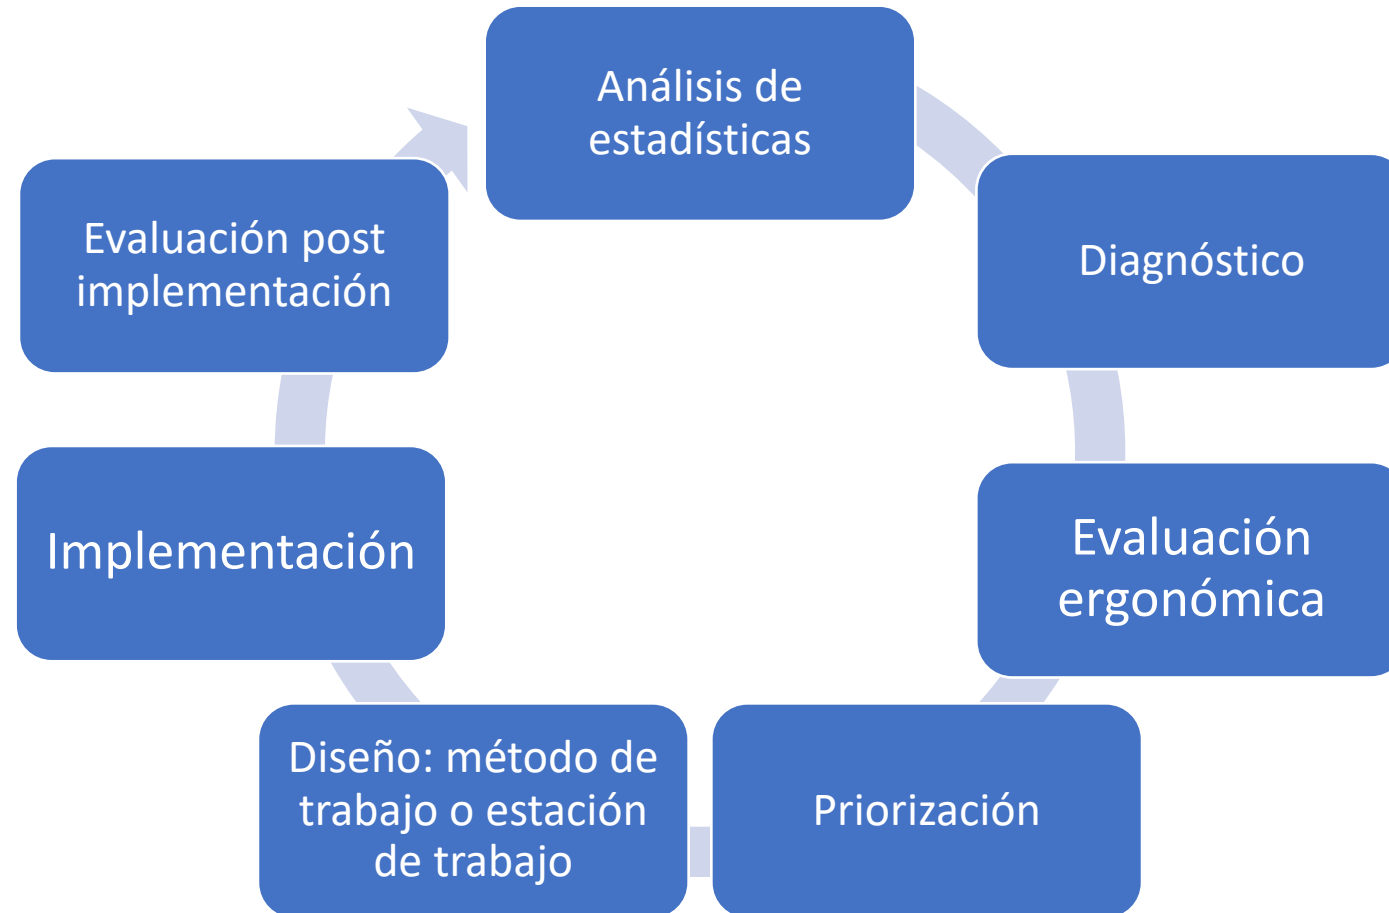 Análisis de
estadísticas
Diagnóstico
Evaluación
ergonómica
Priorización
Diseño: método de
trabajo o estación
de trabajo
Implementación
Evaluación post
implementación